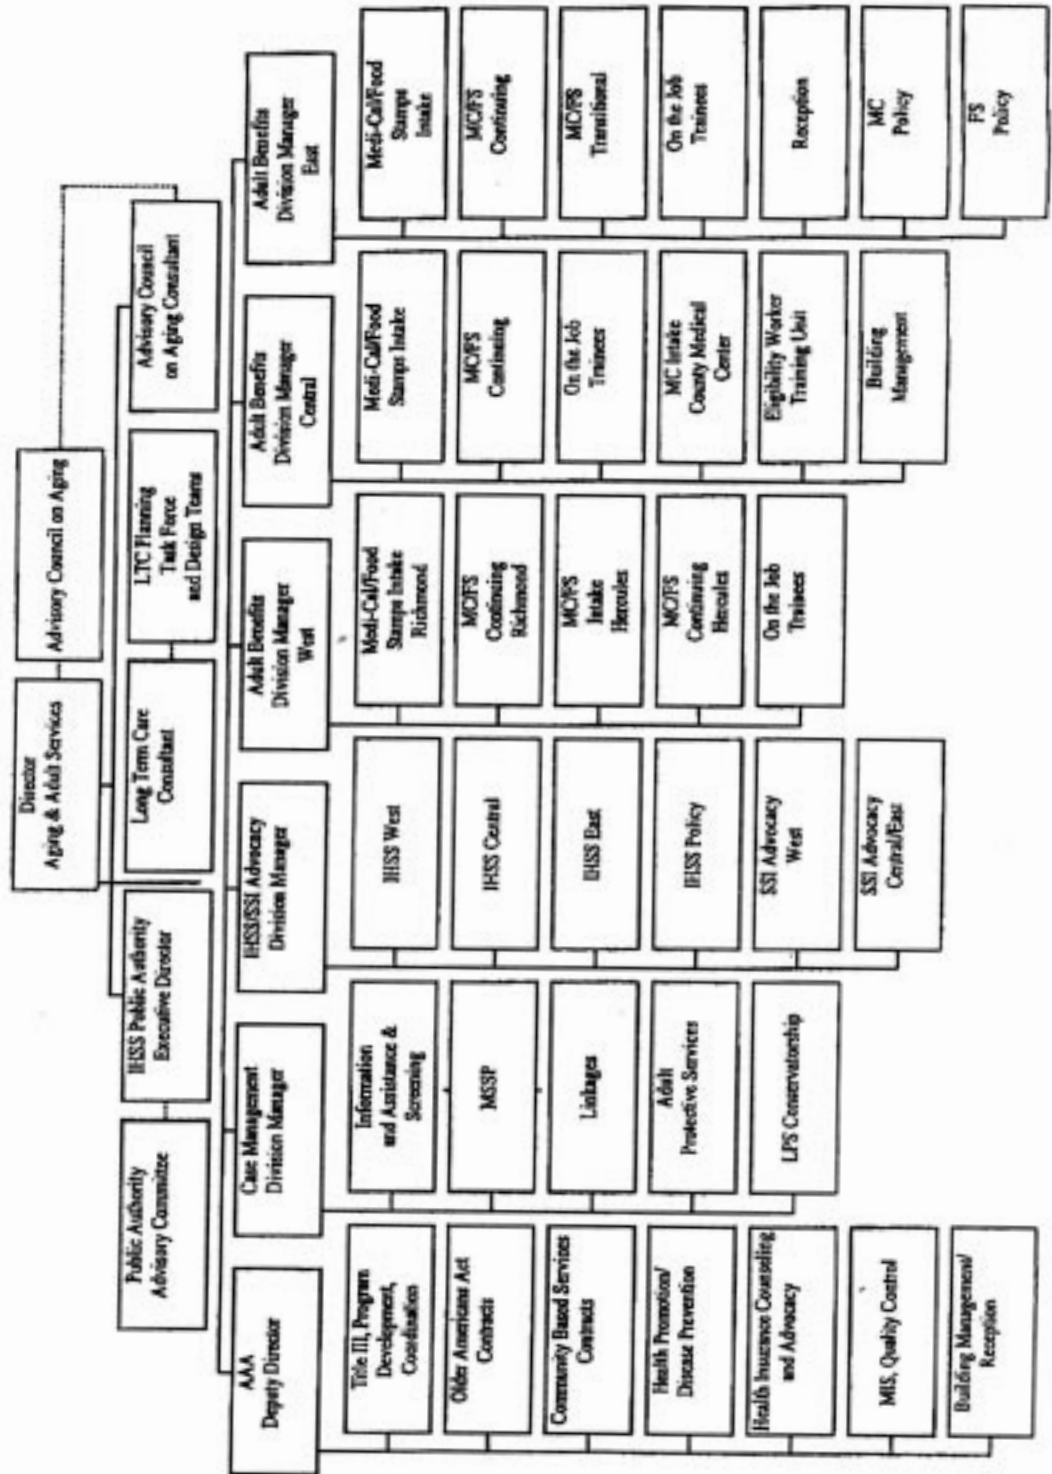 Director
Aging & Adult Services
Advisory Council on Aging
Public Authority
Advisory Committee
IHSS Public Authority
Executive Director
Long Term Care
Consultant
LTC Planning
Task Force
and Design Teams
Advisory Council
on Aging Consultant
AAA
Deputy Director
Title III, Program
Development,
Coordination
Older Americans Act
Contracts
Community Based Services
Contracts
Health Promotion/
Disease Prevention
Health Insurance Counseling
and Advocacy
MIS, Quality Control
Building Management/
Reception
Case Management
Division Manager
Information
and Assistance &
Screening
MSSP
Linkages
Adult
Protective Services
LPS Conservatorship
IHSS/SSI Advocacy
Division Manager
IHSS West
IHSS Central
IHSS East
IHSS Policy
SSI Advocacy
West
SSI Advocacy
Central/East
Adult Benefits
Division Manager
West
Medi-Cal/Food
Stamps Intake
Richmond
MC/FS
Continuing
Richmond
MC/FS
Intake
Hercules
MC/FS
Continuing
Hercules
On the Job
Trainees
Adult Benefits
Division Manager
Central
Medi-Cal/Food
Stamps Intake
MC/FS
Continuing
On the Job
Trainees
MC Intake
County Medical
Center
Eligibility Worker
Training Unit
Building
Management
Adult Benefits
Division Manager
East
Medi-Cal/Food
Stamps
Intake
MC/FS
Continuing
MC/FS
Transitional
On the Job
Trainees
Reception
MC
Policy
FS
Policy